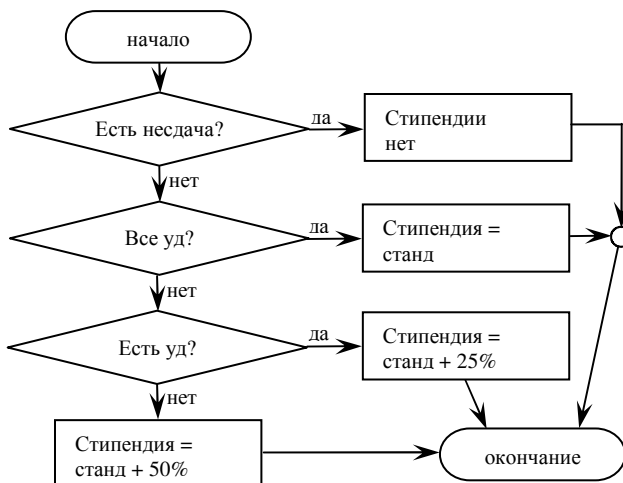 начало
Есть несдача?
да
Стипендии
нет
нет
Все уд?
да
Стипендия =
станд
нет
Есть уд?
да
Стипендия =
станд + 25%
нет
Стипендия =
станд + 50%
окончание